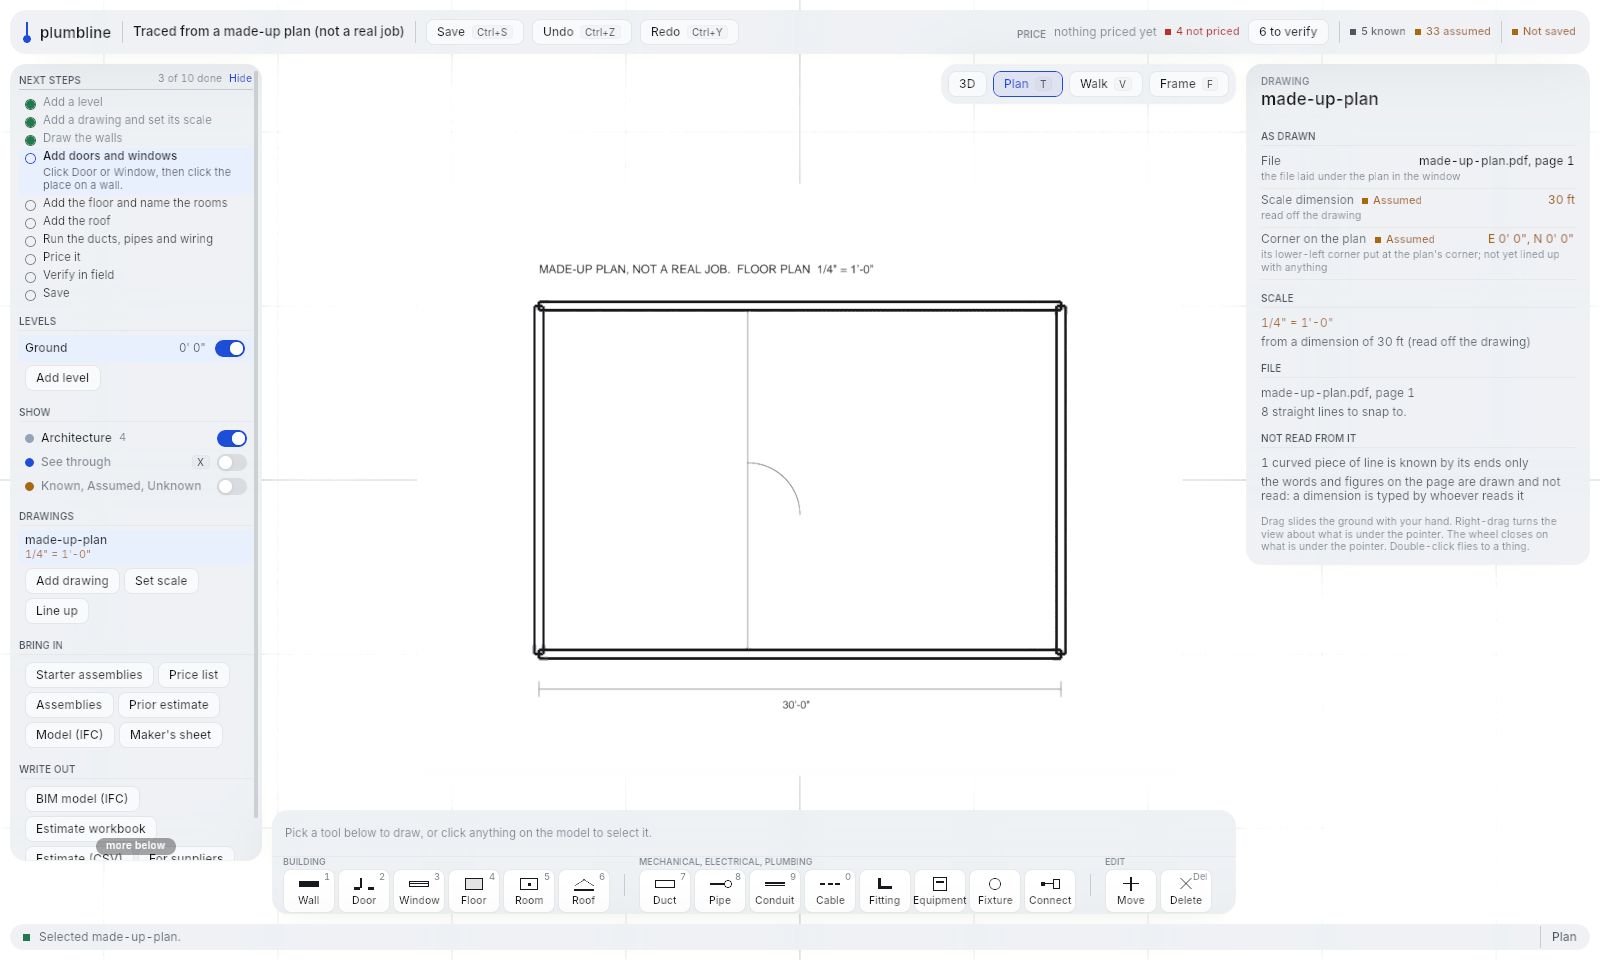 plumbline
Traced from a made-up plan (not a real job)
Save Ctrl+S
Undo Ctrl+Z
Redo Ctrl+Y
PRICE nothing priced yet
4 not priced
6 to verify
5 known
33 assumed
Not saved
NEXT STEPS
3 of 10 done
Hide
Add a level
Add a drawing and set its scale
Draw the walls
Add doors and windows
Click Door or Window, then click the
place on a wall.
Add the floor and name the rooms
Add the roof
Run the ducts, pipes and wiring
Price it
Verify in field
Save
LEVELS
Ground 0' 0"
Add level
SHOW
Architecture 4
See through X
Known, Assumed, Unknown
DRAWINGS
made-up-plan
1/4" = 1'-0"
Add drawing
Set scale
Line up
BRING IN
Starter assemblies
Price list
Assemblies
Prior estimate
Model (IFC)
Maker's sheet
WRITE OUT
BIM model (IFC)
Estimate workbook
more below
Estimate (CSV)
For suppliers
3D
Plan T
Walk V
Frame F
MADE-UP PLAN, NOT A REAL JOB. FLOOR PLAN 1/4" = 1'-0"
30'-0"
DRAWING
made-up-plan
AS DRAWN
File made-up-plan.pdf, page 1
the file laid under the plan in the window
Scale dimension Assumed 30 ft
read off the drawing
Corner on the plan Assumed E 0' 0", N 0' 0"
its lower-left corner put at the plan's corner; not yet lined up
with anything
SCALE
1/4" = 1'-0"
from a dimension of 30 ft (read off the drawing)
FILE
made-up-plan.pdf, page 1
8 straight lines to snap to.
NOT READ FROM IT
1 curved piece of line is known by its ends only
the words and figures on the page are drawn and not
read: a dimension is typed by whoever reads it
Drag slides the ground with your hand. Right-drag turns the
view about what is under the pointer. The wheel closes on
what is under the pointer. Double-click flies to a thing.
Pick a tool below to draw, or click anything on the model to select it.
BUILDING
Wall 1
Door 2
Window 3
Floor 4
Room 5
Roof 6
MECHANICAL, ELECTRICAL, PLUMBING
Duct 7
Pipe 8
Conduit 9
Cable 0
Fitting
Equipment
Fixture
Connect
EDIT
Move
Delete Del
Selected made-up-plan.
Plan